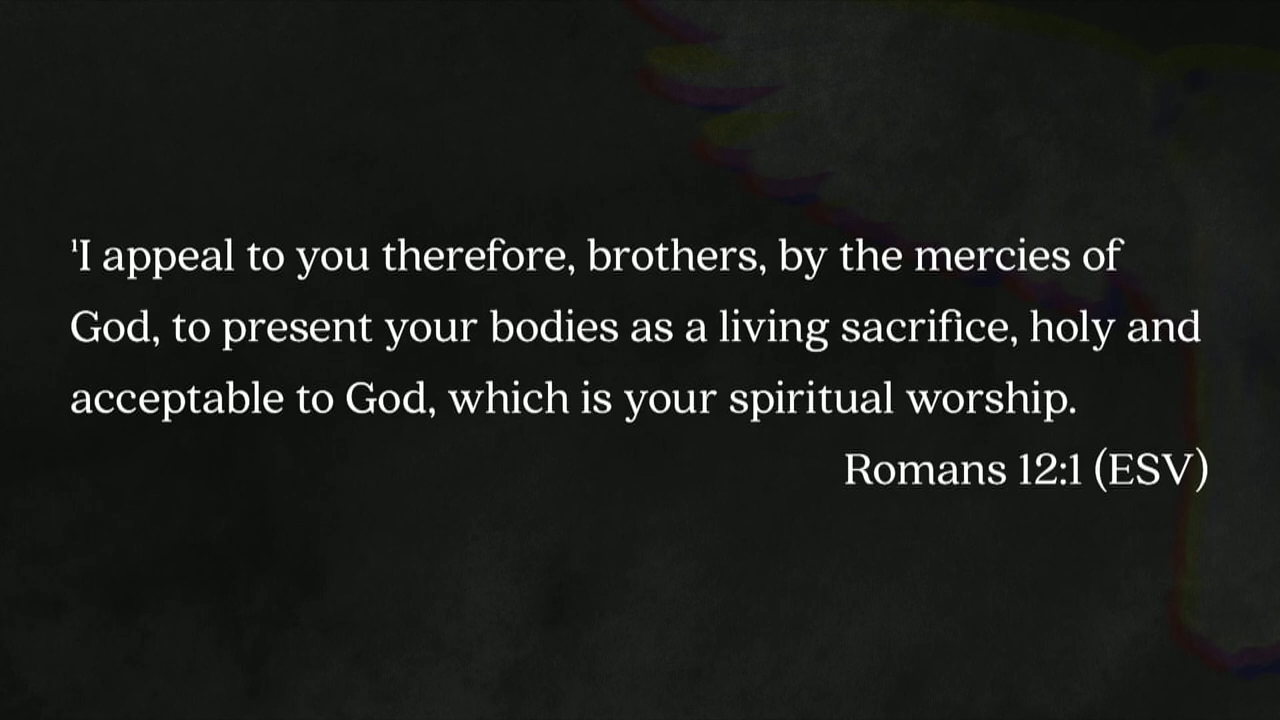 ¹I appeal to you therefore, brothers, by the mercies of
God, to present your bodies as a living sacrifice, holy and
acceptable to God, which is your spiritual worship.
Romans 12:1 (ESV)